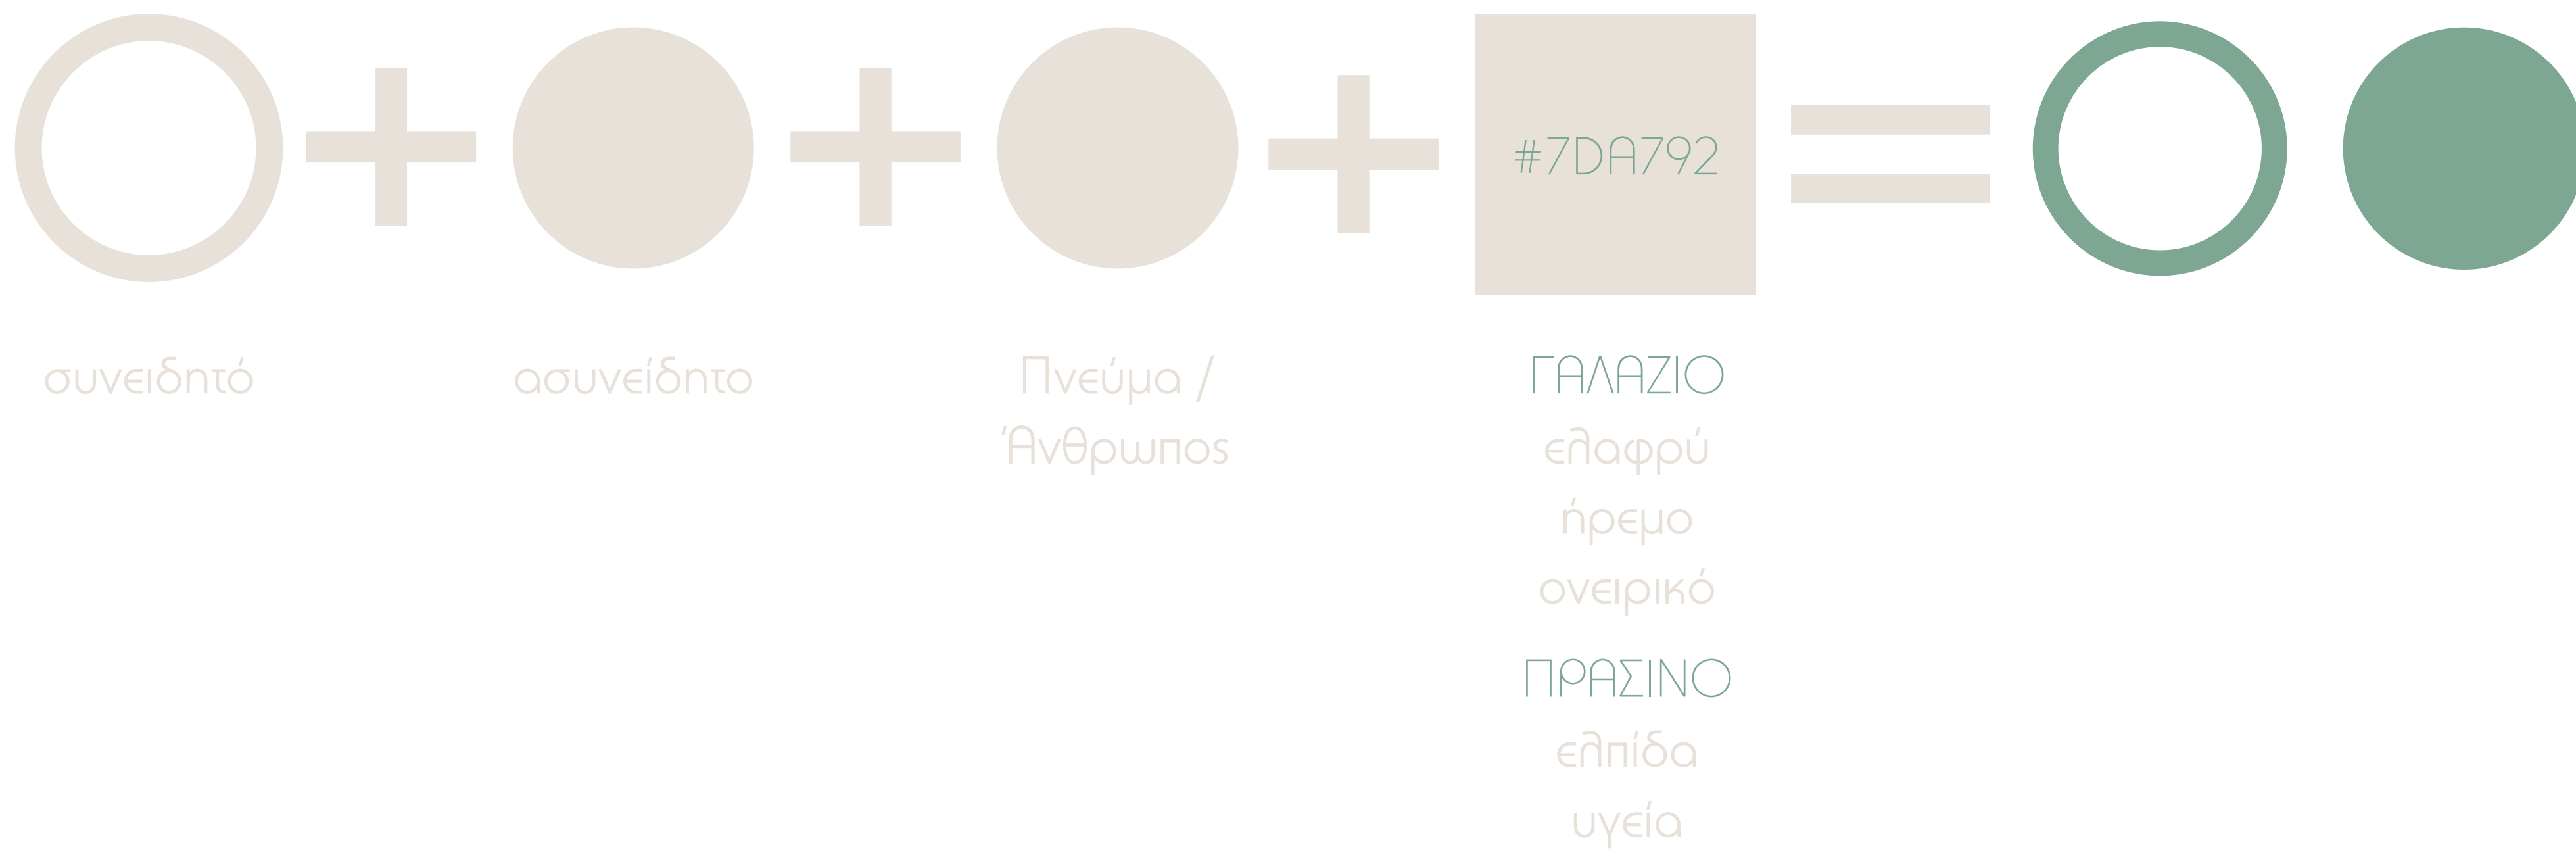 #7DA792
συνειδητό
ασυνείδητο
Πνεύμα /
Άνθρωπος
ΓΑΛΑΖΙΟ
ελαφρύ
ήρεμο
ονειρικό
ΠΡΑΣΙΝΟ
ελπίδα
υγεία